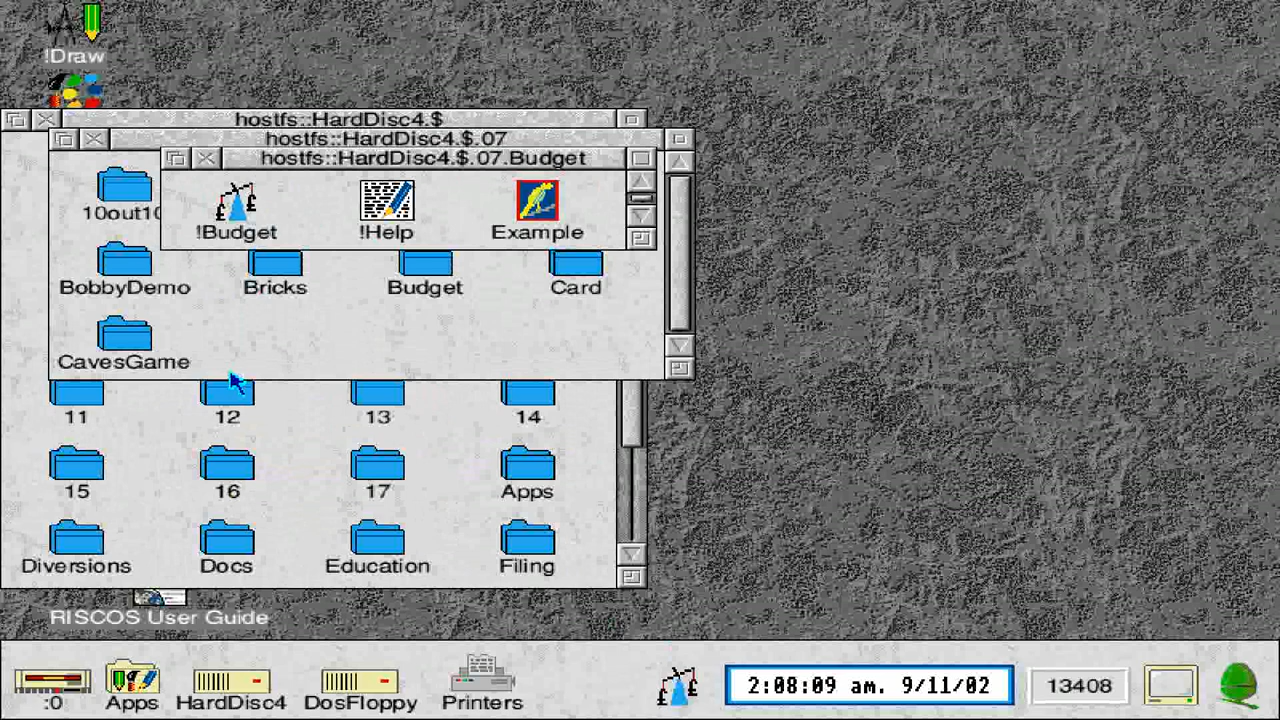 !Draw
hostfs::HardDisc4.$
hostfs::HardDisc4.$.07
hostfs::HardDisc4.$.07.Budget
!Budget !Help Example
10out10
BobbyDemo Bricks Budget Card
CavesGame
11 12 13 14
15 16 17 Apps
Diversions Docs Education Filing
RISCOS User Guide
:0 Apps HardDisc4 DosFloppy Printers 2:08:09 am. 9/11/02 13408